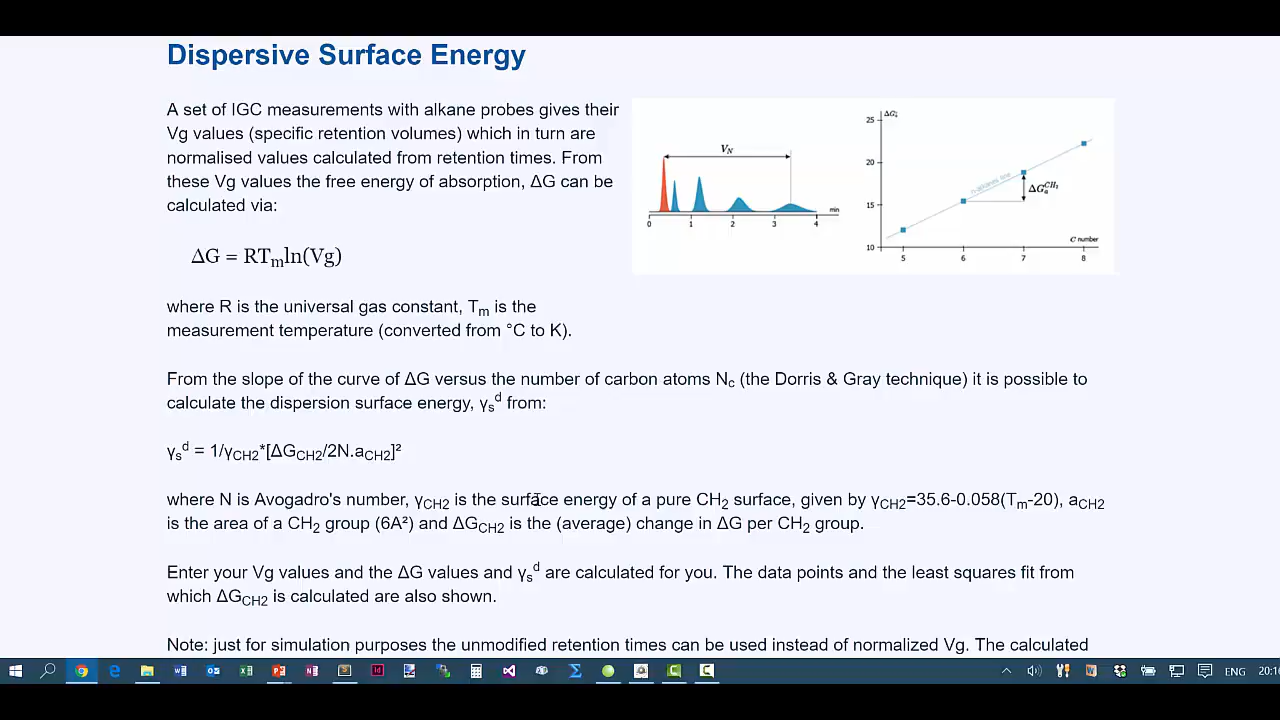 Dispersive Surface Energy
A set of IGC measurements with alkane probes gives their
Vg values (specific retention volumes) which in turn are
normalised values calculated from retention times. From
these Vg values the free energy of absorption, ΔG can be
calculated via:
ΔG = RTmln(Vg)
where R is the universal gas constant, Tm is the
measurement temperature (converted from °C to K).
VN
min
0 1 2 3 4
25
20
15
10
n-alkanes line
ΔGaCH2
C number
5 6 7 8
From the slope of the curve of ΔG versus the number of carbon atoms Nc (the Dorris & Gray technique) it is possible to
calculate the dispersion surface energy, γsd from:
γsd = 1/γCH2*[ΔGCH2/2N.aCH2]²
where N is Avogadro's number, γCH2 is the surface energy of a pure CH2 surface, given by γCH2=35.6-0.058(Tm-20), aCH2
is the area of a CH2 group (6A²) and ΔGCH2 is the (average) change in ΔG per CH2 group.
Enter your Vg values and the ΔG values and γsd are calculated for you. The data points and the least squares fit from
which ΔGCH2 is calculated are also shown.
Note: just for simulation purposes the unmodified retention times can be used instead of normalized Vg. The calculated
ENG
20:16